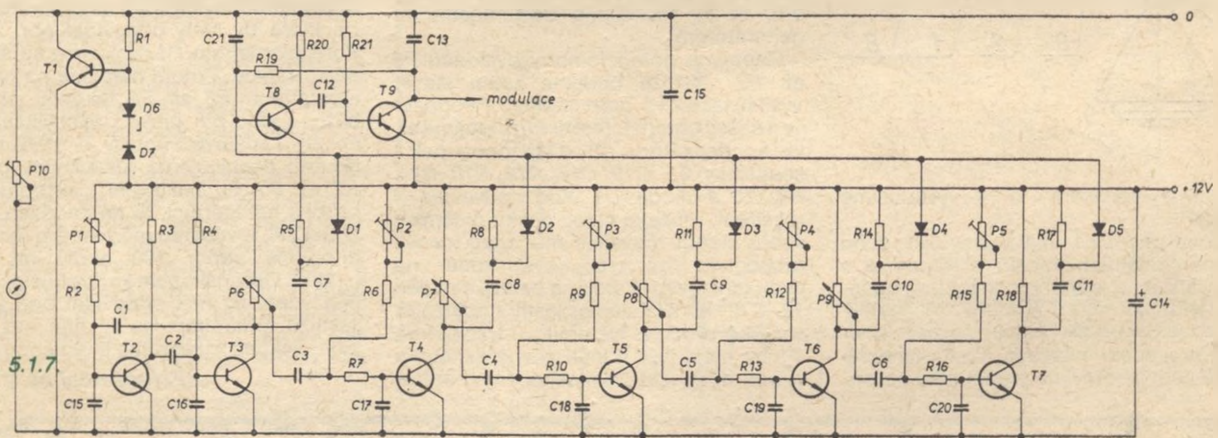 0
C21
R20
R21
C13
R1
R19
T1
C12
T8
T9
modulace
C15
D6
D7
P10
+12V
P1
R3
R4
R5
D1
P2
R8
D2
P3
R11
D3
P4
R14
D4
P5
R17
D5
R2
P6
C7
R6
P7
C8
R9
P8
C9
R12
P9
C10
R15
R18
C11
C14
+
C1
T2
C2
T3
C3
R7
T4
C4
R10
T5
C5
R13
T6
C6
R16
T7
5.1.7.
C15
C16
C17
C18
C19
C20